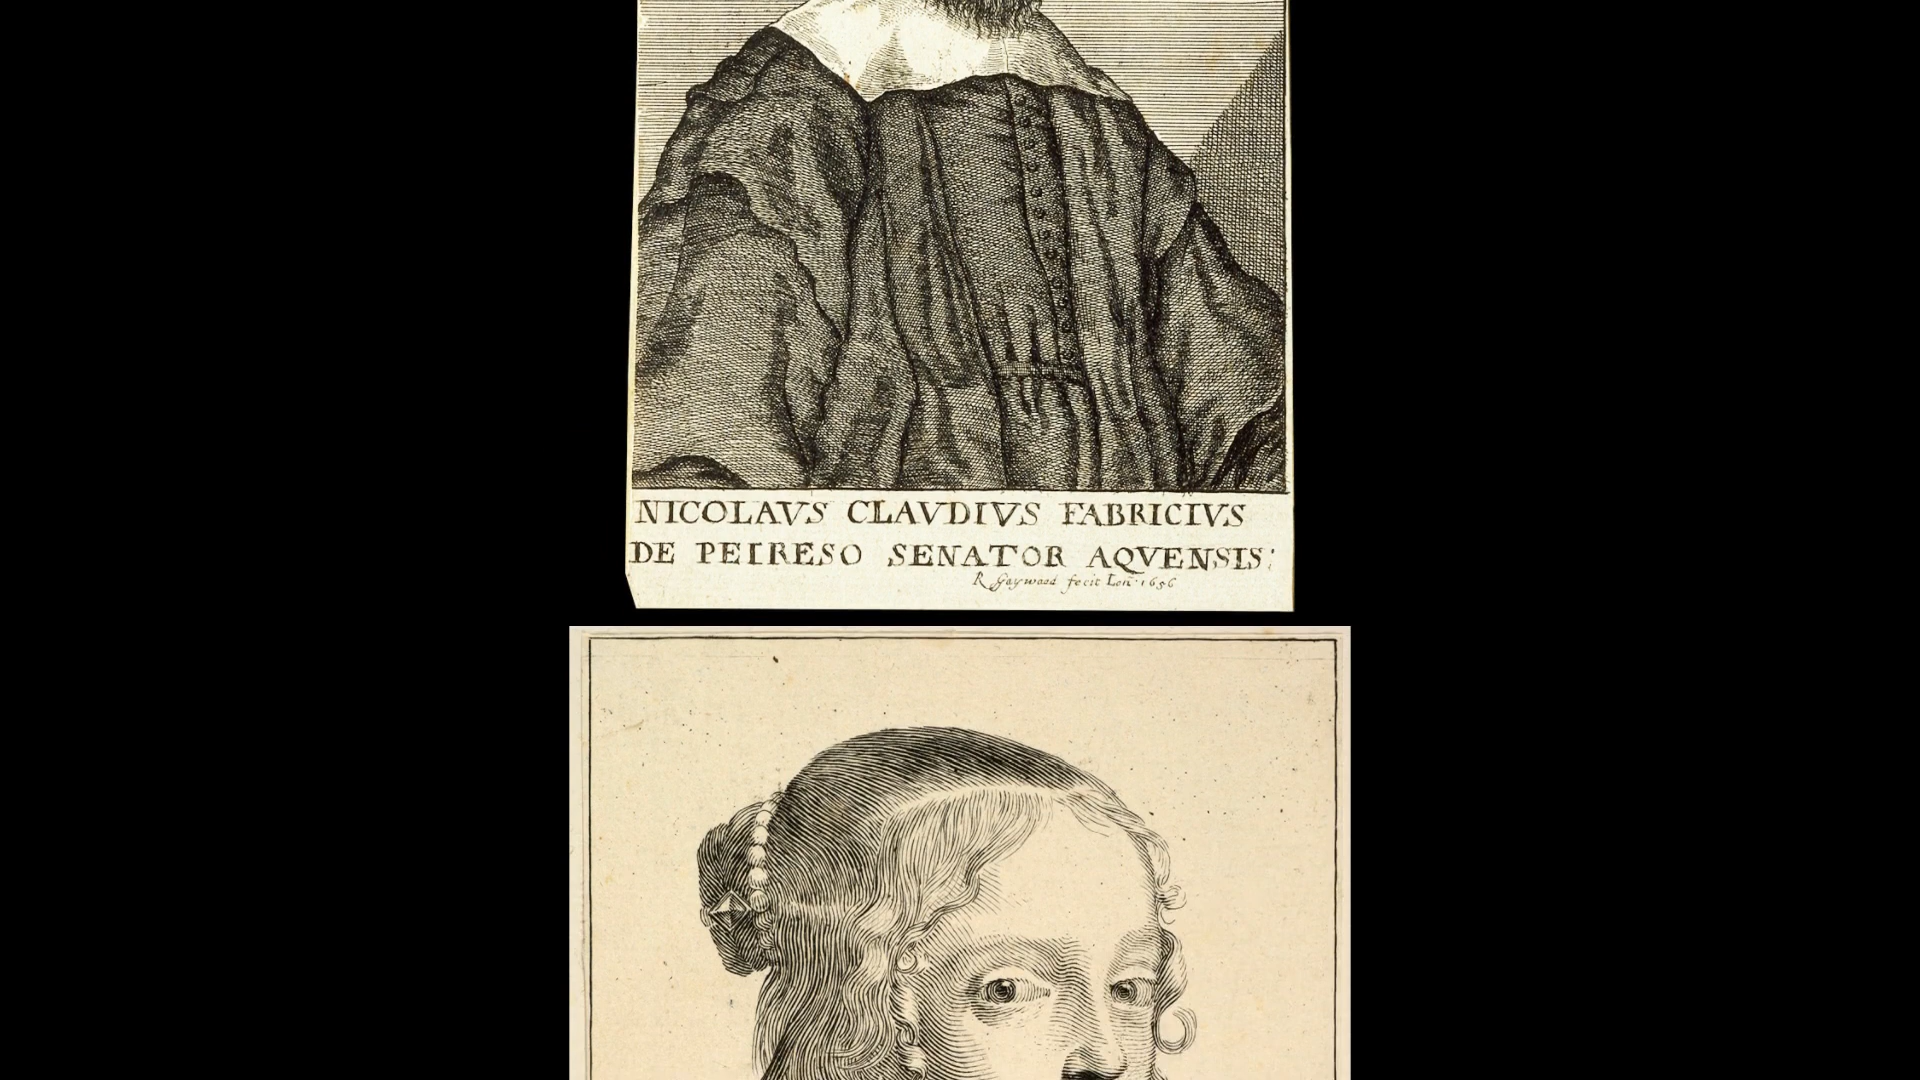 NICOLAVS CLAVDIVS FABRICIVS
DE PEIRESO SENATOR AQVENSIS:
R Gaywood fecit Lon: 1656